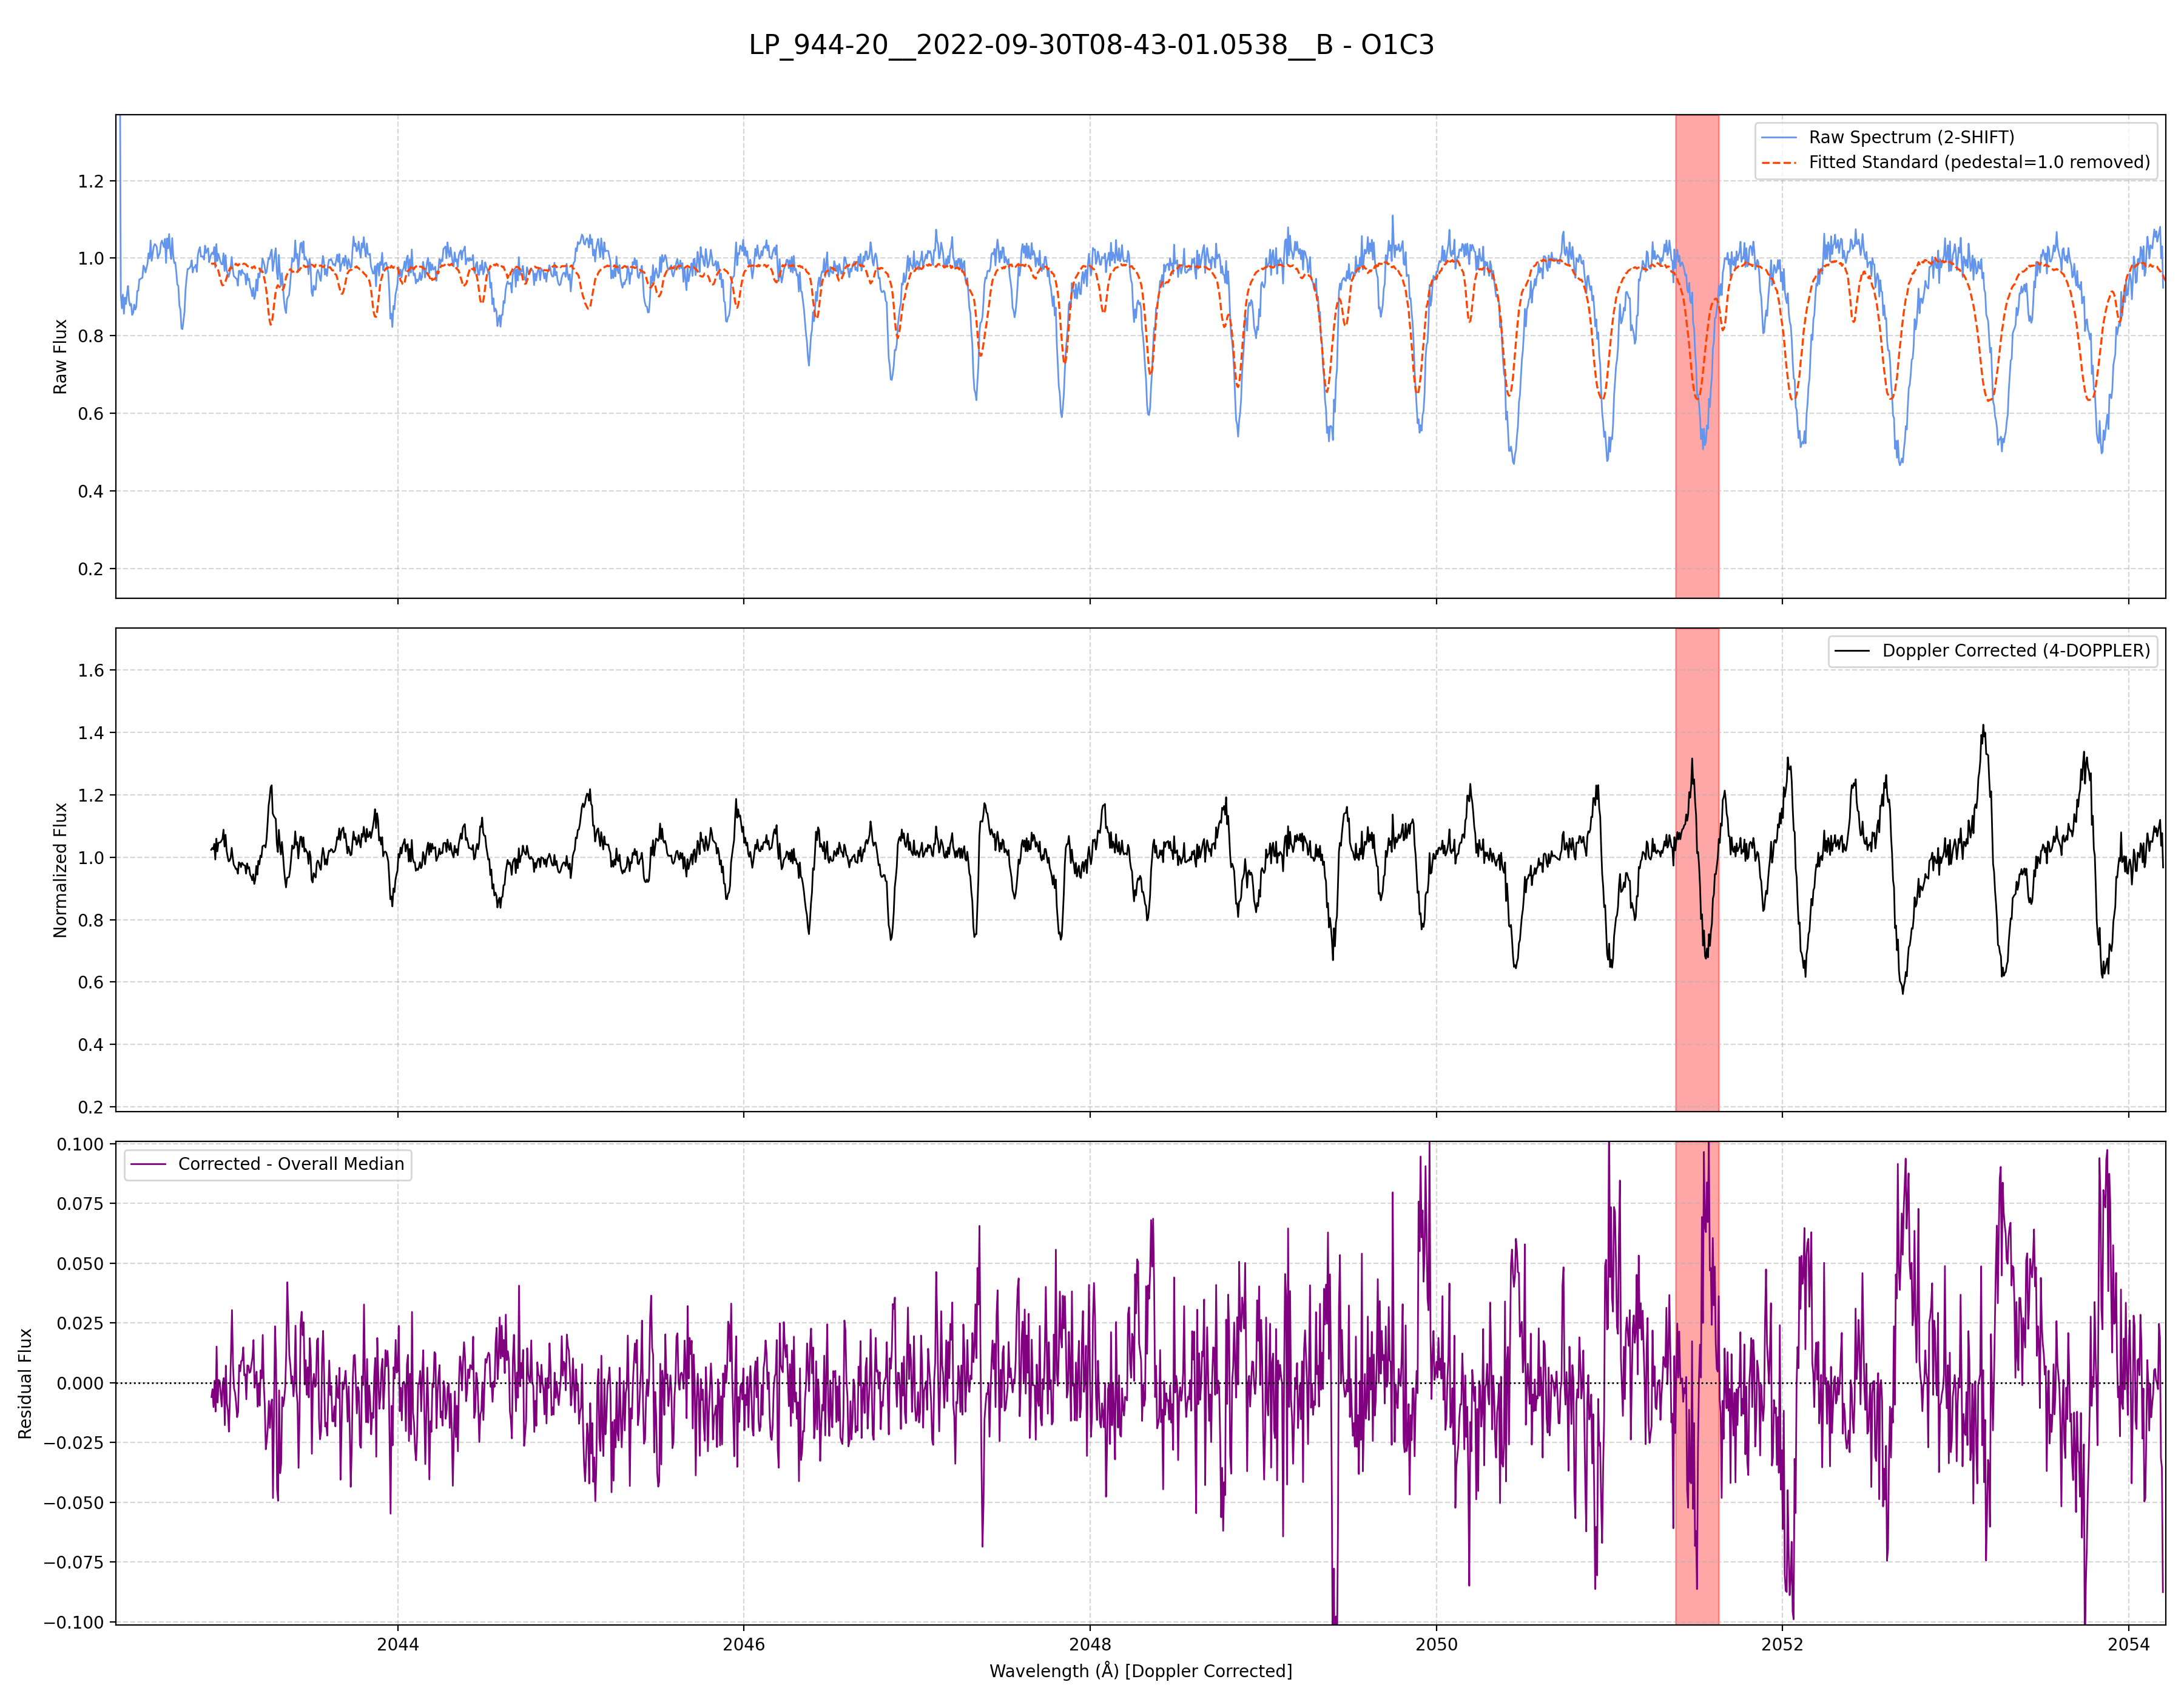 LP_944-20__2022-09-30T08-43-01.0538__B - O1C3
Raw Spectrum (2-SHIFT)
Fitted Standard (pedestal=1.0 removed)
Raw Flux
1.2
1.0
0.8
0.6
0.4
0.2
Doppler Corrected (4-DOPPLER)
Normalized Flux
1.6
1.4
1.2
1.0
0.8
0.6
0.4
0.2
Corrected - Overall Median
Residual Flux
0.100
0.075
0.050
0.025
0.000
−0.025
−0.050
−0.075
−0.100
2044 2046 2048 2050 2052 2054
Wavelength (Å) [Doppler Corrected]